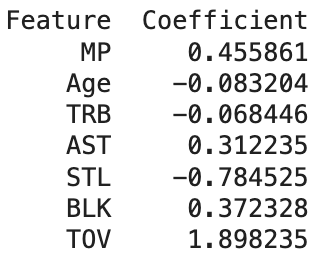 Feature Coefficient
MP 0.455861
Age -0.083204
TRB -0.068446
AST 0.312235
STL -0.784525
BLK 0.372328
TOV 1.898235